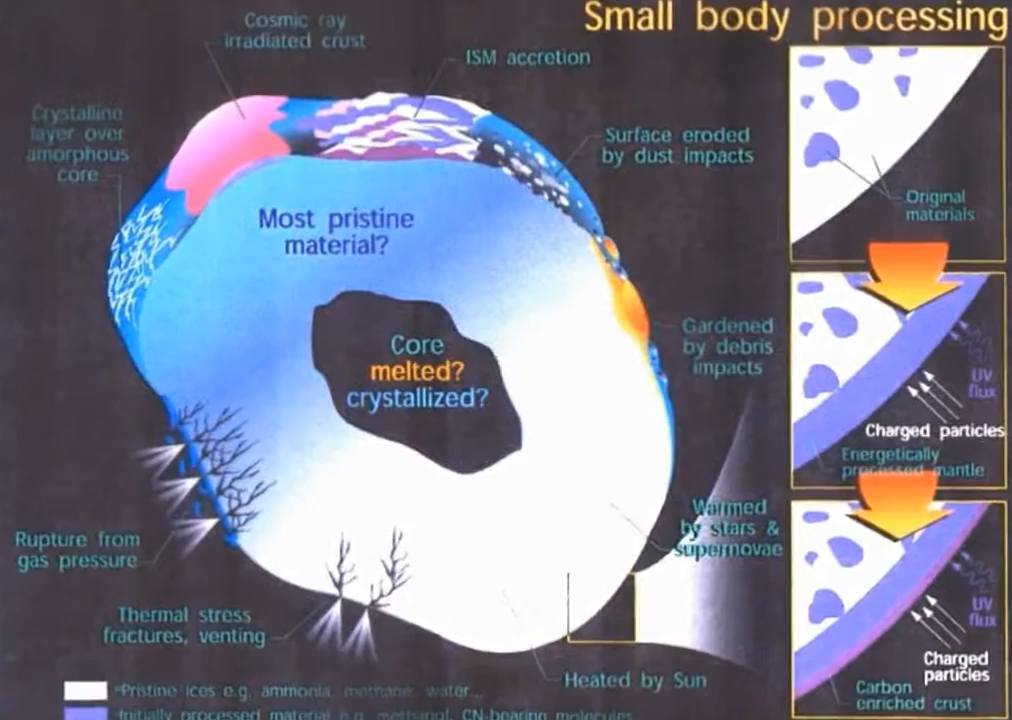 Small body processing
Cosmic ray
irradiated crust
ISM accretion
Crystalline
layer over
amorphous
core
Surface eroded
by dust impacts
Most pristine
material?
Original
materials
Core
melted?
crystallized?
Gardened
by debris
impacts
UV
flux
Charged particles
Energetically
processed mantle
Warmed
by stars &
supernovae
Rupture from
gas pressure
Thermal stress
fractures, venting
Heated by Sun
UV
flux
Charged
particles
Carbon
enriched crust
Pristine ices e.g. ammonia, methane, water...
Initially processed material e.g. methanol, CN-bearing molecules